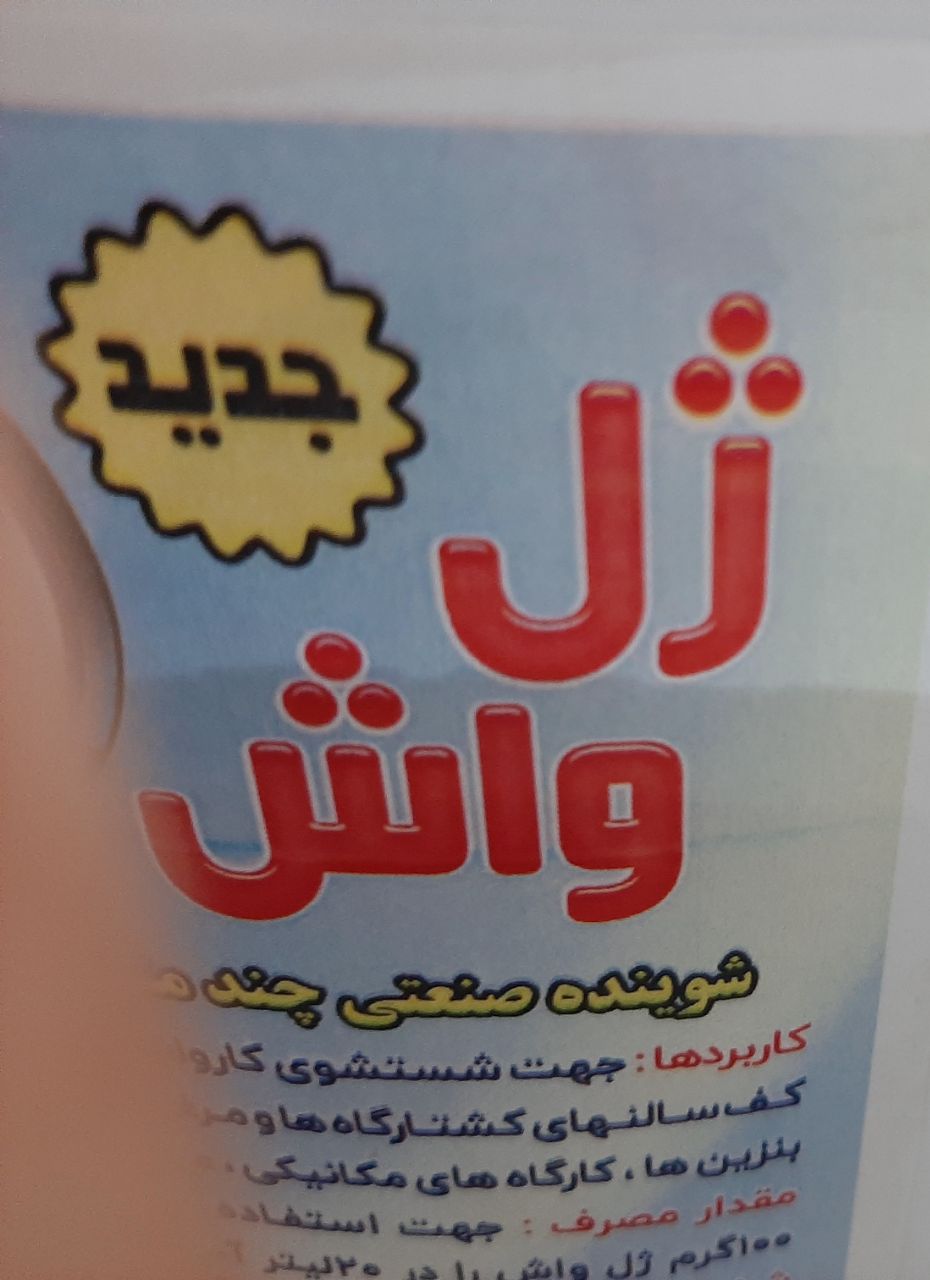 جدید
ژل
واش
شوینده صنعتی چند
کاربردها: جهت شستشوی
کف سالنهای کشتارگاه ها و
بنزین ها ، کارگاه های مکانیکی
مقدار مصرف : جهت استفاده
۱۰۰گرم ژل واش را در ۲۰لیتر